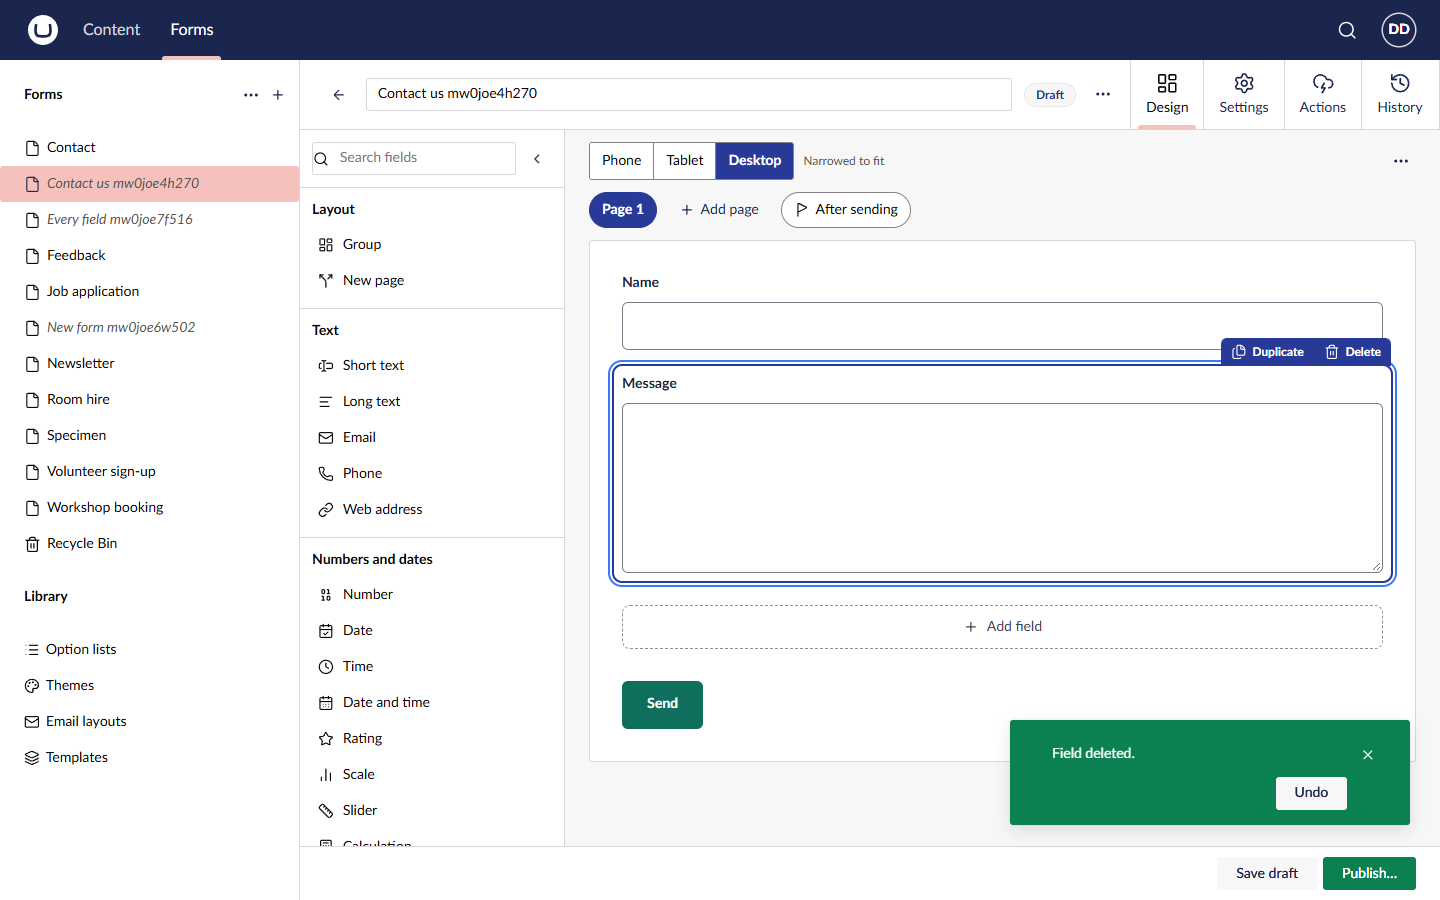 Content
Forms
DD
Forms
Contact
Contact us mw0joe4h270
Every field mw0joe7f516
Feedback
Job application
New form mw0joe6w502
Newsletter
Room hire
Specimen
Volunteer sign-up
Workshop booking
Recycle Bin
Library
Option lists
Themes
Email layouts
Templates
Contact us mw0joe4h270
Draft
Design
Settings
Actions
History
Search fields
Layout
Group
New page
Text
Short text
Long text
Email
Phone
Web address
Numbers and dates
Number
Date
Time
Date and time
Rating
Scale
Slider
Calculation
Phone
Tablet
Desktop
Narrowed to fit
Page 1
Add page
After sending
Name
Duplicate
Delete
Message
Add field
Send
Field deleted.
Undo
Save draft
Publish...